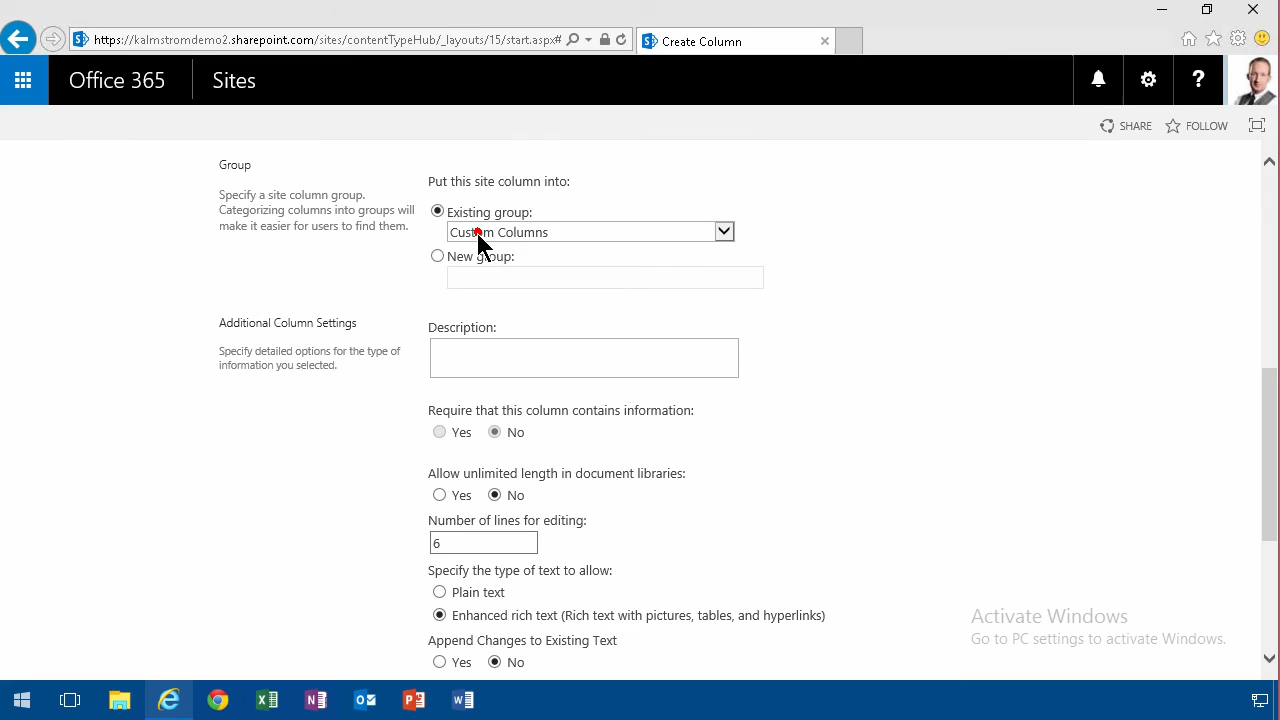 https://kalmstromdemo2.sharepoint.com/sites/contentTypeHub/_layouts/15/start.aspx#
Create Column
Office 365
Sites
?
SHARE
FOLLOW
Group
Specify a site column group.
Categorizing columns into groups will
make it easier for users to find them.
Put this site column into:
Existing group:
Custom Columns
New group:
Additional Column Settings
Specify detailed options for the type of
information you selected.
Description:
Require that this column contains information:
Yes No
Allow unlimited length in document libraries:
Yes No
Number of lines for editing:
6
Specify the type of text to allow:
Plain text
Enhanced rich text (Rich text with pictures, tables, and hyperlinks)
Append Changes to Existing Text
Yes No
Activate Windows
Go to PC settings to activate Windows.